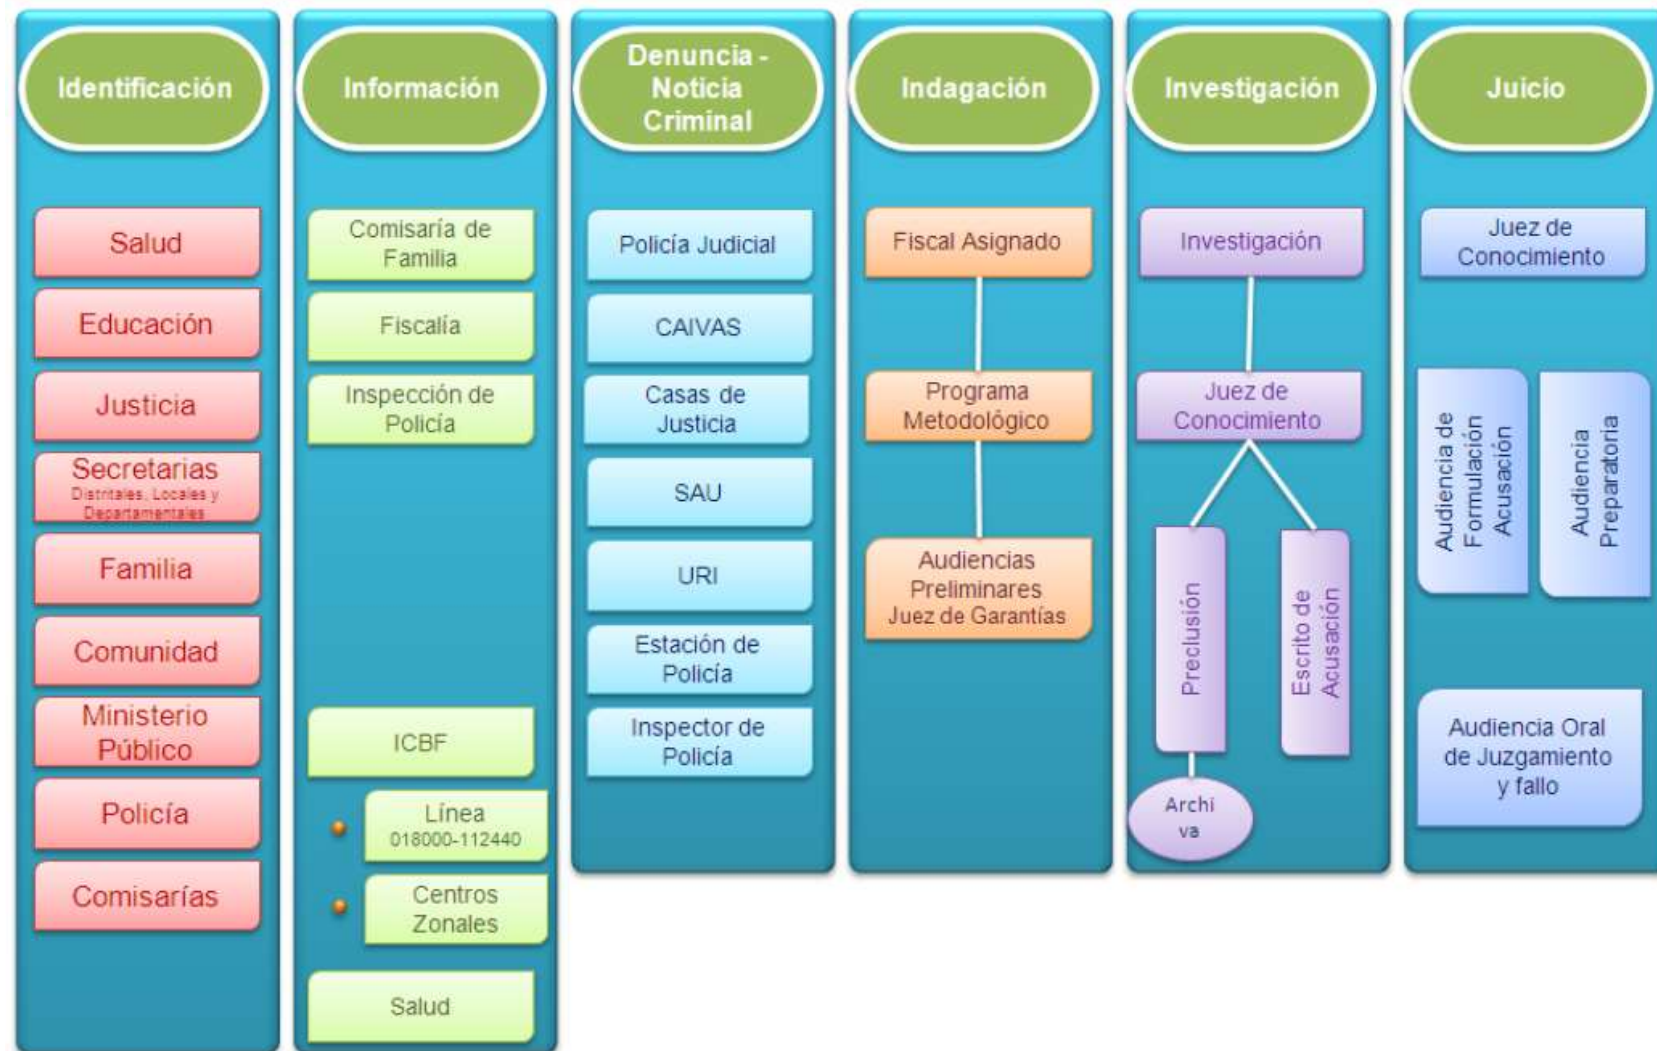 Identificación
Salud
Educación
Justicia
Secretarias
Distritales, Locales y
Departamentales
Familia
Comunidad
Ministerio
Público
Policía
Comisarías
Información
Comisaría de
Familia
Fiscalía
Inspección de
Policía
ICBF
Línea
018000-112440
Centros
Zonales
Salud
Denuncia -
Noticia
Criminal
Policía Judicial
CAIVAS
Casas de
Justicia
SAU
URI
Estación de
Policía
Inspector de
Policía
Indagación
Fiscal Asignado
Programa
Metodológico
Audiencias
Preliminares
Juez de Garantías
Investigación
Investigación
Juez de
Conocimiento
Preclusión
Escrito de
Acusación
Archi
va
Juicio
Juez de
Conocimiento
Audiencia de
Formulación
Acusación
Audiencia
Preparatoria
Audiencia Oral
de Juzgamiento
y fallo